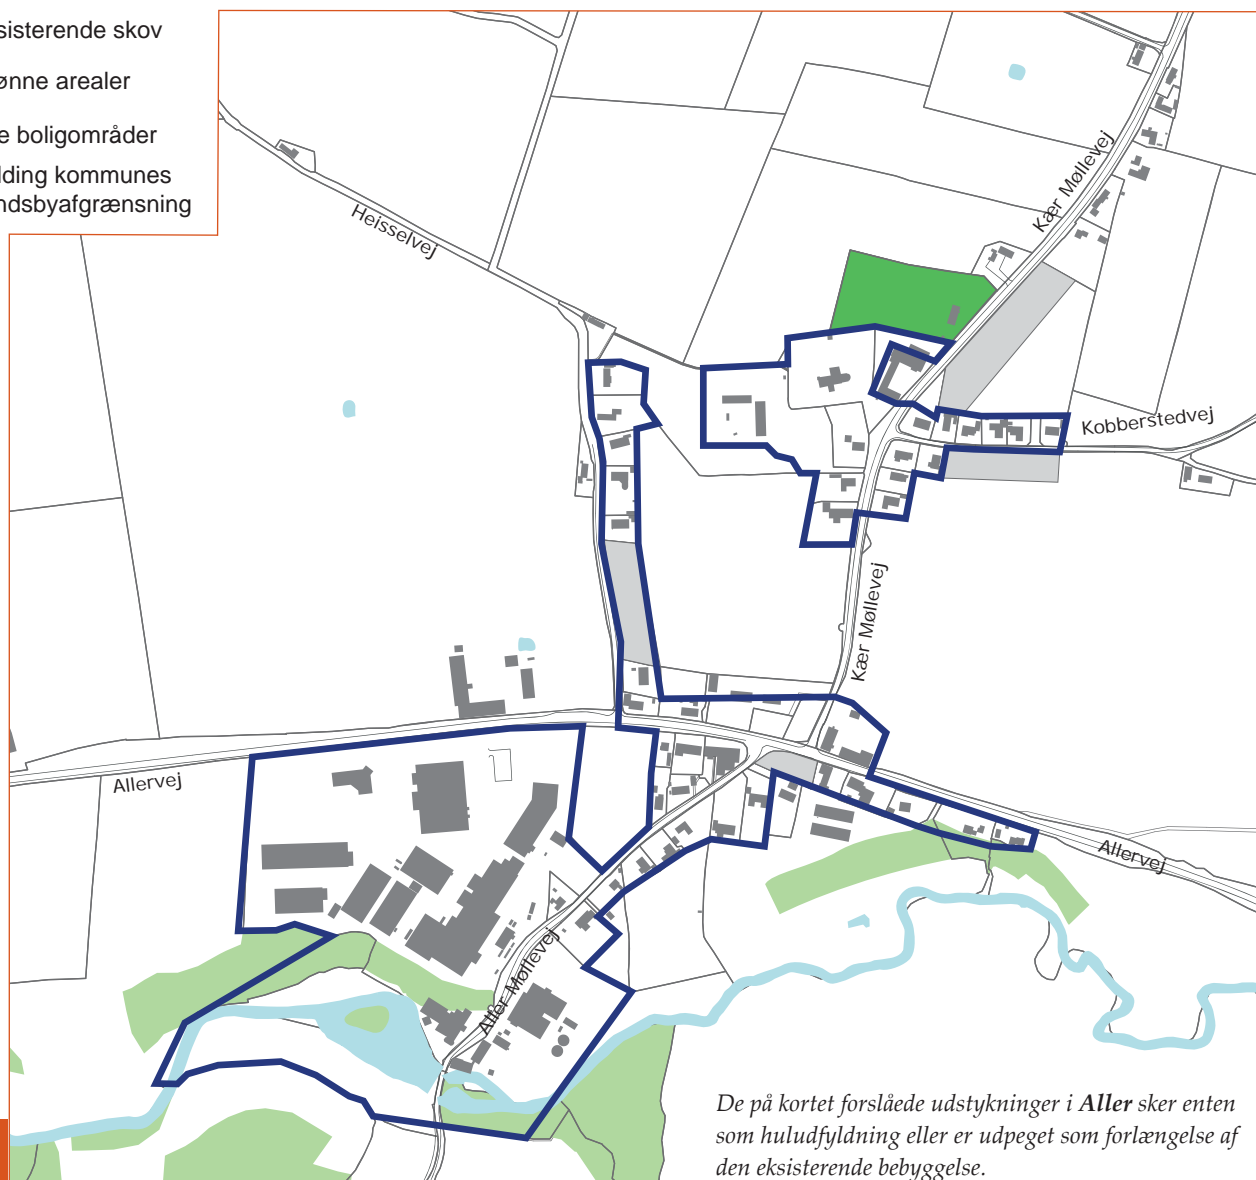 sisterende skov
ønne arealer
e boligområder
lding kommunes
ndsbyafgrænsning
Heisselvej
Kær Møllevej
Kobberstedvej
Kær Møllevej
Allervej
Allervej
Aller Møllevej
De på kortet forslåede udstykninger i Aller sker enten
som huludfyldning eller er udpeget som forlængelse af
den eksisterende bebyggelse.